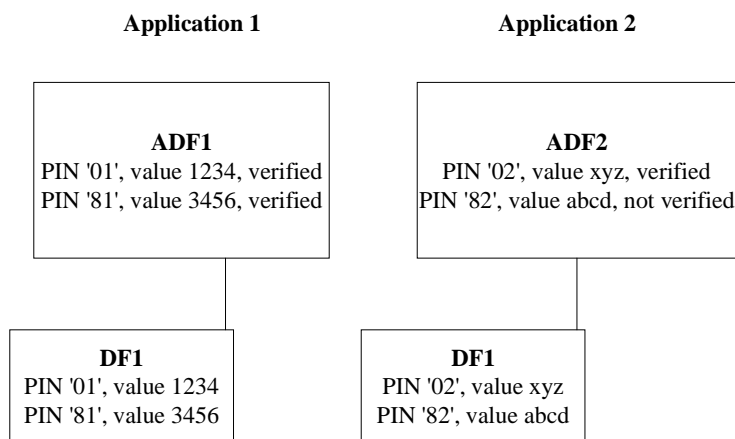 Application 1
Application 2
ADF1
PIN '01', value 1234, verified
PIN '81', value 3456, verified
ADF2
PIN '02', value xyz, verified
PIN '82', value abcd, not verified
DF1
PIN '01', value 1234
PIN '81', value 3456
DF1
PIN '02', value xyz
PIN '82', value abcd